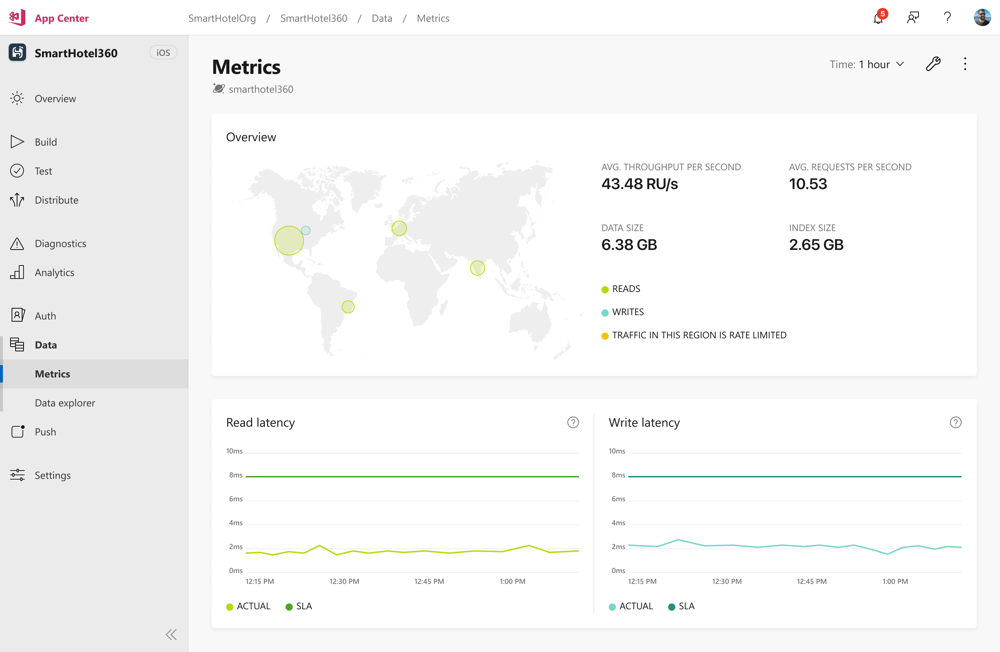 App Center
SmartHotelOrg / SmartHotel360 / Data / Metrics
5
SmartHotel360
iOS
Overview
Build
Test
Distribute
Diagnostics
Analytics
Auth
Data
Metrics
Data explorer
Push
Settings
Metrics
smarthotel360
Time: 1 hour
Overview
AVG. THROUGHPUT PER SECOND
43.48 RU/s
AVG. REQUESTS PER SECOND
10.53
DATA SIZE
6.38 GB
INDEX SIZE
2.65 GB
READS
WRITES
TRAFFIC IN THIS REGION IS RATE LIMITED
Read latency
?
10ms
8ms
6ms
4ms
2ms
0ms
12:15 PM 12:30 PM 12:45 PM 1:00 PM
ACTUAL SLA
Write latency
?
10ms
8ms
6ms
4ms
2ms
0ms
12:15 PM 12:30 PM 12:45 PM 1:00 PM
ACTUAL SLA